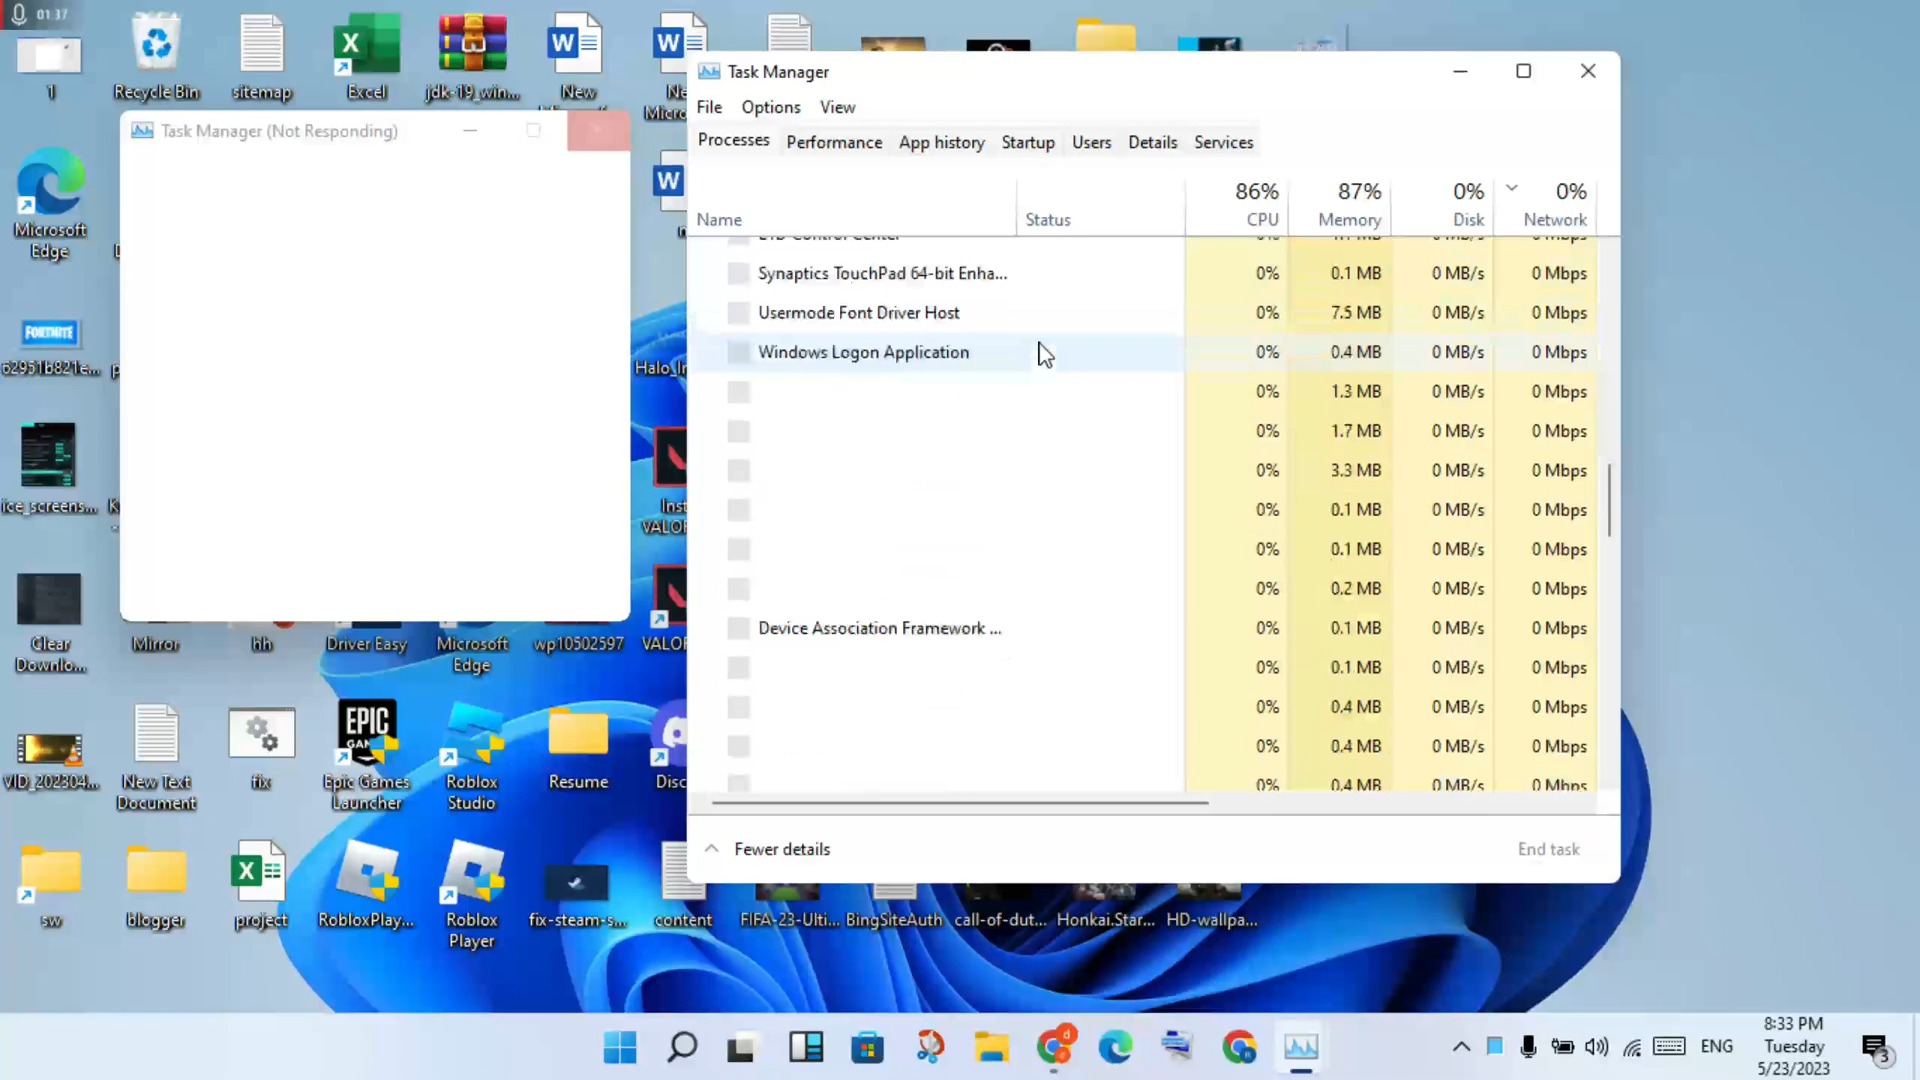 01:37
1
Recycle Bin
sitemap
Excel
jdk-19_win...
New
Task Manager
File Options View
Processes Performance App history Startup Users Details Services
86% 87% 0% 0%
Name Status CPU Memory Disk Network
Task Manager (Not Responding)
Synaptics TouchPad 64-bit Enha... 0% 0.1 MB 0 MB/s 0 Mbps
Usermode Font Driver Host 0% 7.5 MB 0 MB/s 0 Mbps
Windows Logon Application 0% 0.4 MB 0 MB/s 0 Mbps
0% 1.3 MB 0 MB/s 0 Mbps
0% 1.7 MB 0 MB/s 0 Mbps
0% 3.3 MB 0 MB/s 0 Mbps
0% 0.1 MB 0 MB/s 0 Mbps
0% 0.1 MB 0 MB/s 0 Mbps
0% 0.2 MB 0 MB/s 0 Mbps
Device Association Framework ... 0% 0.1 MB 0 MB/s 0 Mbps
0% 0.1 MB 0 MB/s 0 Mbps
0% 0.4 MB 0 MB/s 0 Mbps
0% 0.4 MB 0 MB/s 0 Mbps
0% 0.4 MB 0 MB/s 0 Mbps
Fewer details End task
Microsoft
Edge
FORTNITE
62951b821e...
Halo_In
ice_screens...
Inst
VALOR
Clear
Downlo...
Mirror
hh
Driver Easy
Microsoft
Edge
wp10502597
VALO
VID_202304...
New Text
Document
fix
EPIC
GAMES
Epic Games
Launcher
Roblox
Studio
Resume
Disc
sw
blogger
project
RobloxPlay...
Roblox
Player
fix-steam-s...
content
FIFA-23-Ulti...
BingSiteAuth
call-of-dut...
Honkai.Star...
HD-wallpa...
ENG
8:33 PM
Tuesday
5/23/2023
3